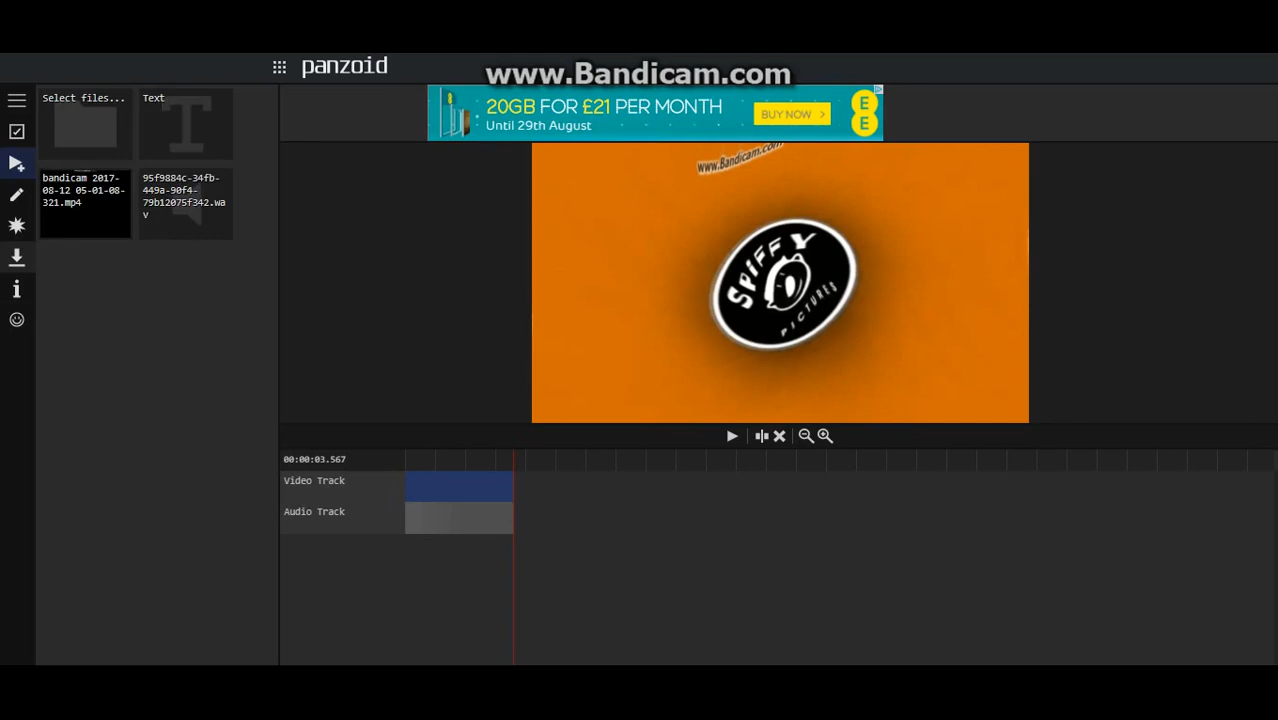 panzoid
www.Bandicam.com
20GB FOR £21 PER MONTH
Until 29th August
BUY NOW >
EE
Select files...
Text
bandicam 2017-
08-12 05-01-08-
321.mp4
95f9884c-34fb-
449a-90f4-
79b12075f342.wa
v
www.Bandicam.com
SPiFFY
PICTURES
00:00:03.567
Video Track
Audio Track